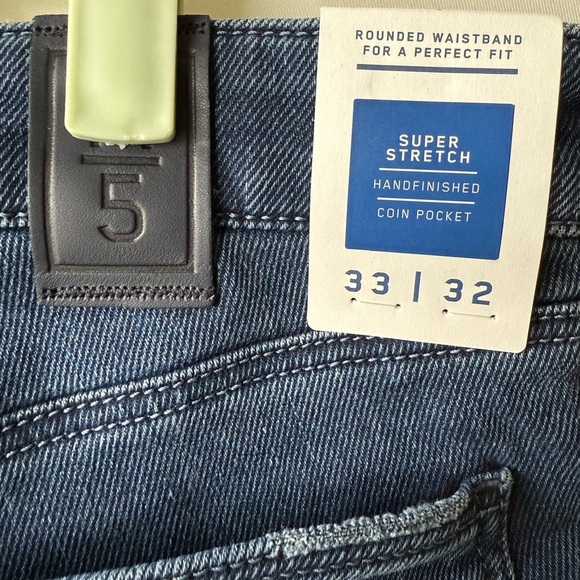 5
ROUNDED WAISTBAND
FOR A PERFECT FIT
SUPER
STRETCH
HANDFINISHED
COIN POCKET
33 | 32